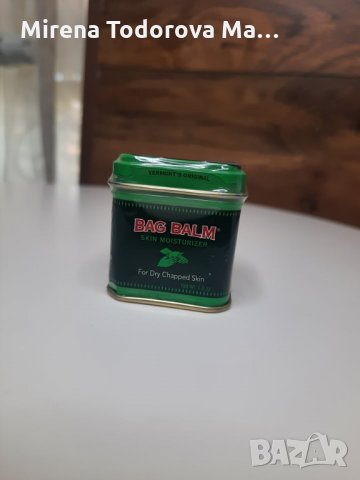 Mirena Todorova Ma...
VERMONT'S ORIGINAL
BAG BALM®
SKIN MOISTURIZER
For Dry Chapped Skin
BAZAR